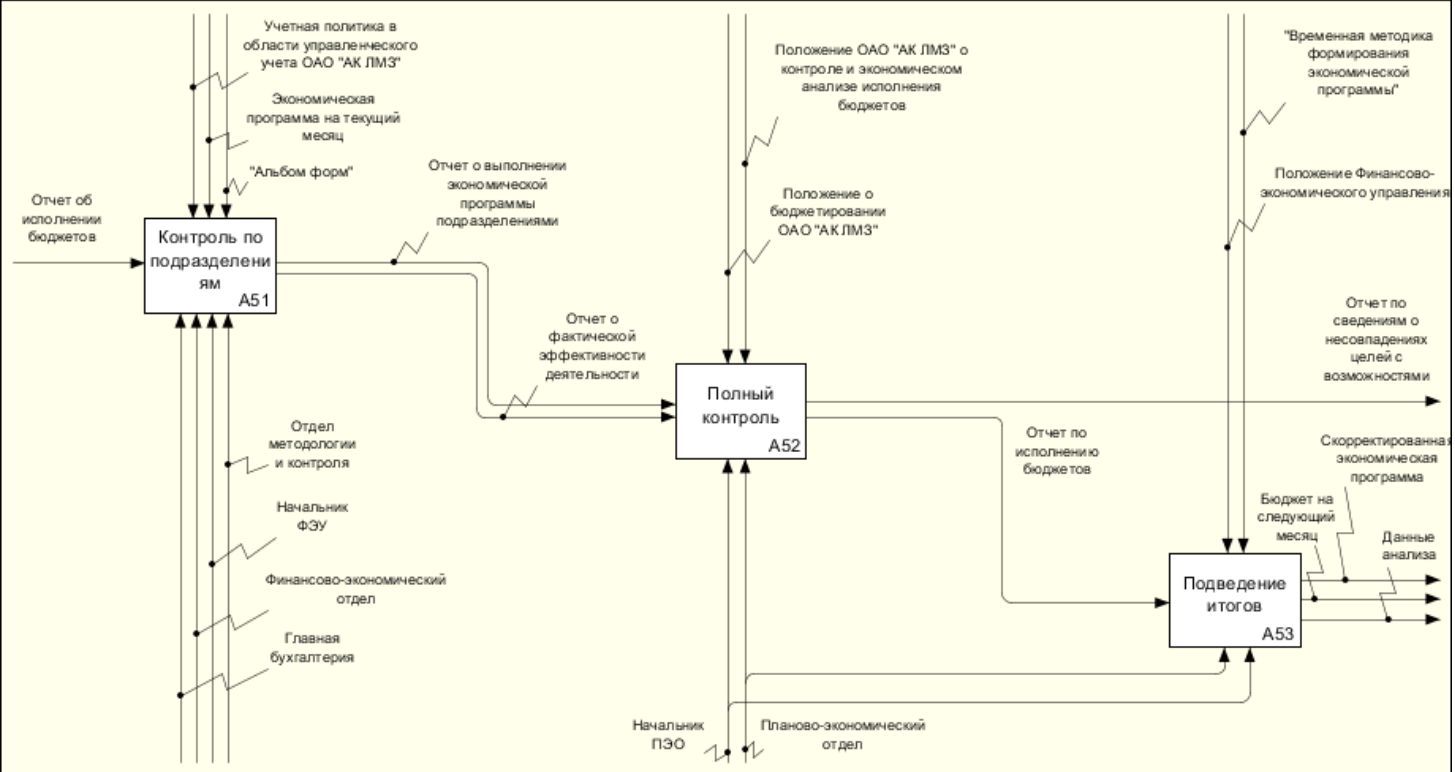 Учетная политика в
области управленческого
учета ОАО "АК ЛМЗ"
Экономическая
программа на текущий
месяц
"Альбом форм"
Отчет об
исполнении
бюджетов
Контроль по
подразделени
ям
A51
Отчет о выполнении
экономической
программы
подразделениями
Отчет о
фактической
эффективности
деятельности
Отдел
методологии
и контроля
Начальник
ФЭУ
Финансово-экономический
отдел
Главная
бухгалтерия
Положение ОАО "АК ЛМЗ" о
контроле и экономическом
анализе исполнения
бюджетов
Положение о
бюджетировании
ОАО "АК ЛМЗ"
Полный
контроль
A52
Отчет по
исполнению
бюджетов
Начальник
ПЭО
Планово-экономический
отдел
"Временная методика
формирования
экономической
программы"
Положение Финансово-
экономического управления
Отчет по
сведениям о
несовпадениях
целей с
возможностями
Скорректированная
экономическая
программа
Бюджет на
следующий
месяц
Данные
анализа
Подведение
итогов
A53